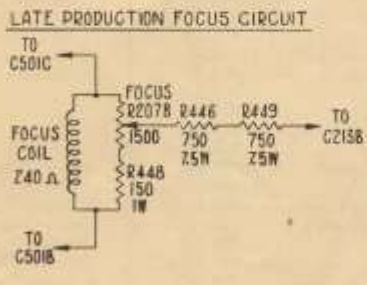 LATE PRODUCTION FOCUS CIRCUIT
TO
C501C
FOCUS
R207B
1500
R446
750
7.5W
R449
750
7.5W
TO
C213B
FOCUS
COIL
240 Ω
R448
150
1W
TO
C501B